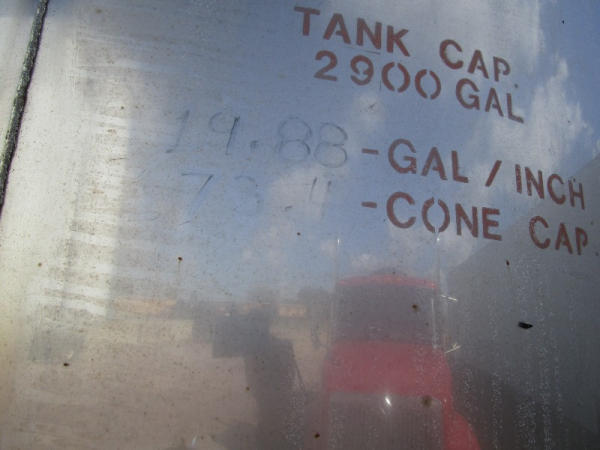 TANK CAP.
2900 GAL
19.88 - GAL / INCH
73.4 - CONE CAP.